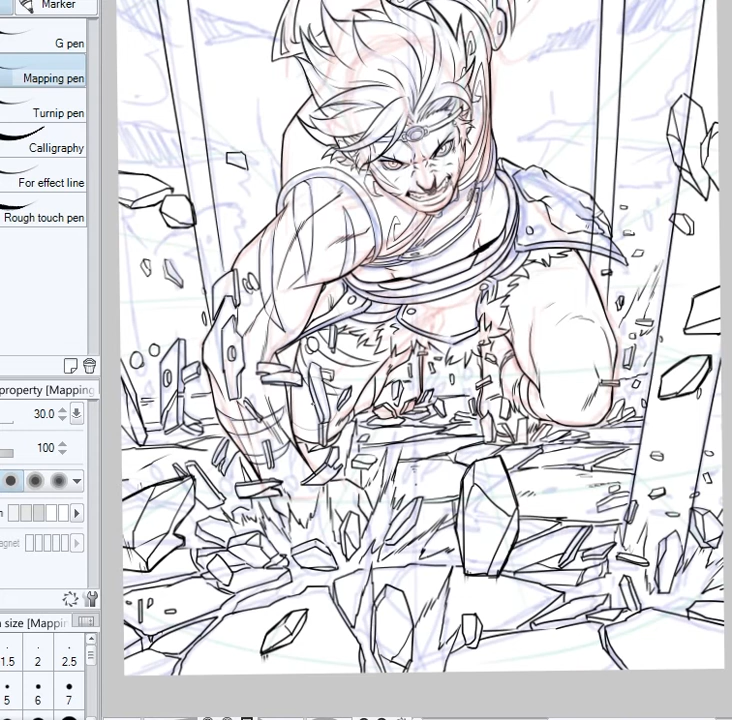 Marker
G pen
Mapping pen
Turnip pen
Calligraphy
For effect line
Rough touch pen
property [Mapping
30.0
100
size [Mappin
1.5 2 2.5
5 6 7